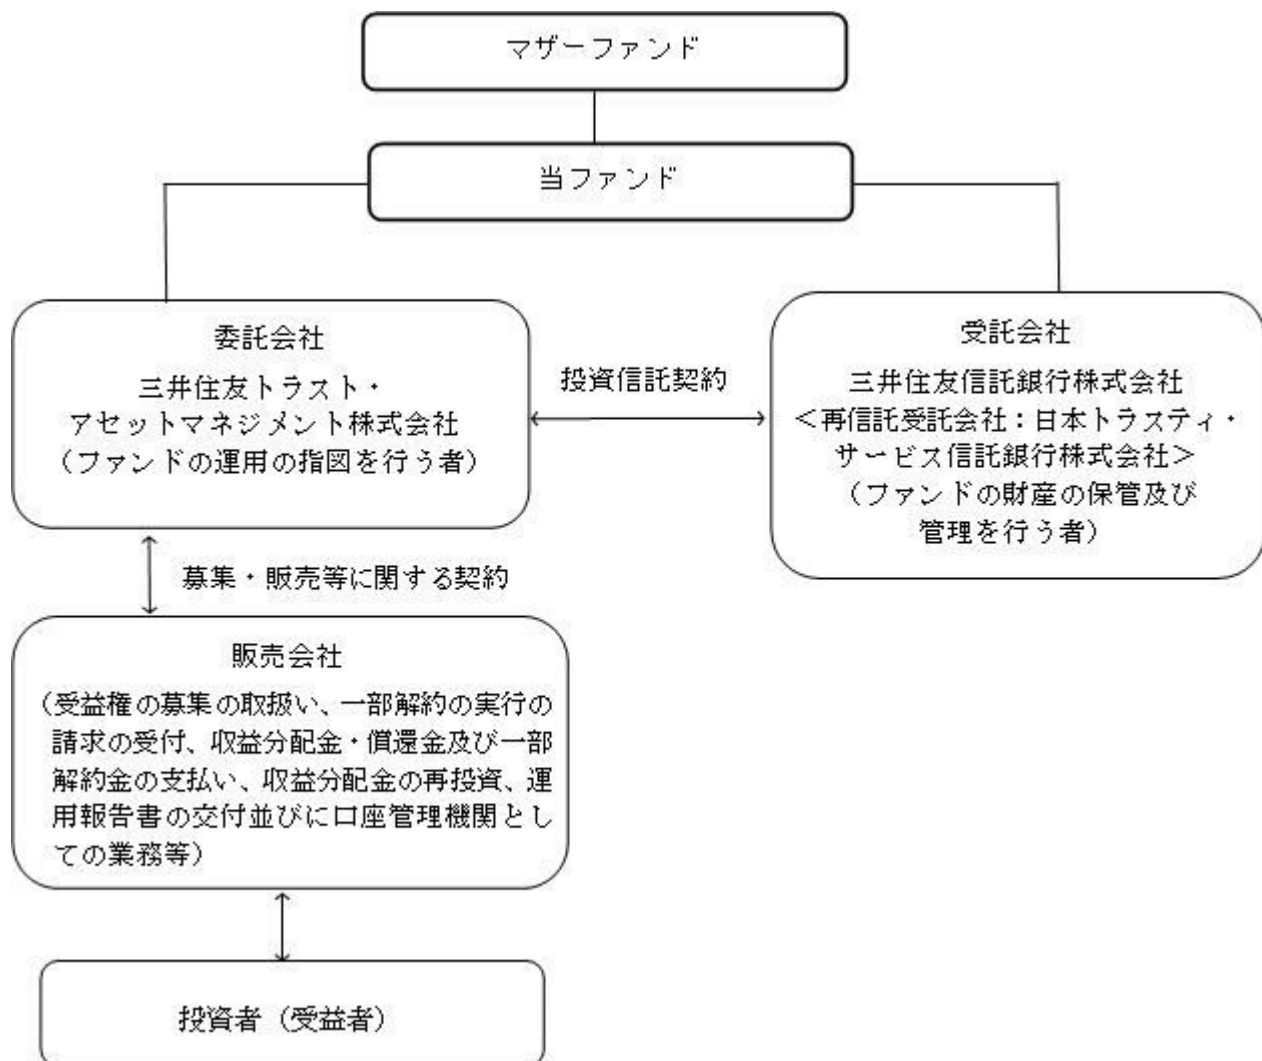 マザーファンド
当ファンド
委託会社
三井住友トラスト・
アセットマネジメント株式会社
（ファンドの運用の指図を行う者）
投資信託契約
受託会社
三井住友信託銀行株式会社
＜再信託受託会社：日本トラスティ・
サービス信託銀行株式会社＞
（ファンドの財産の保管及び
管理を行う者）
募集・販売等に関する契約
販売会社
（受益権の募集の取扱い、一部解約の実行の
請求の受付、収益分配金・償還金及び一部
解約金の支払い、収益分配金の再投資、運
用報告書の交付並びに口座管理機関とし
ての業務等）
投資者（受益者）